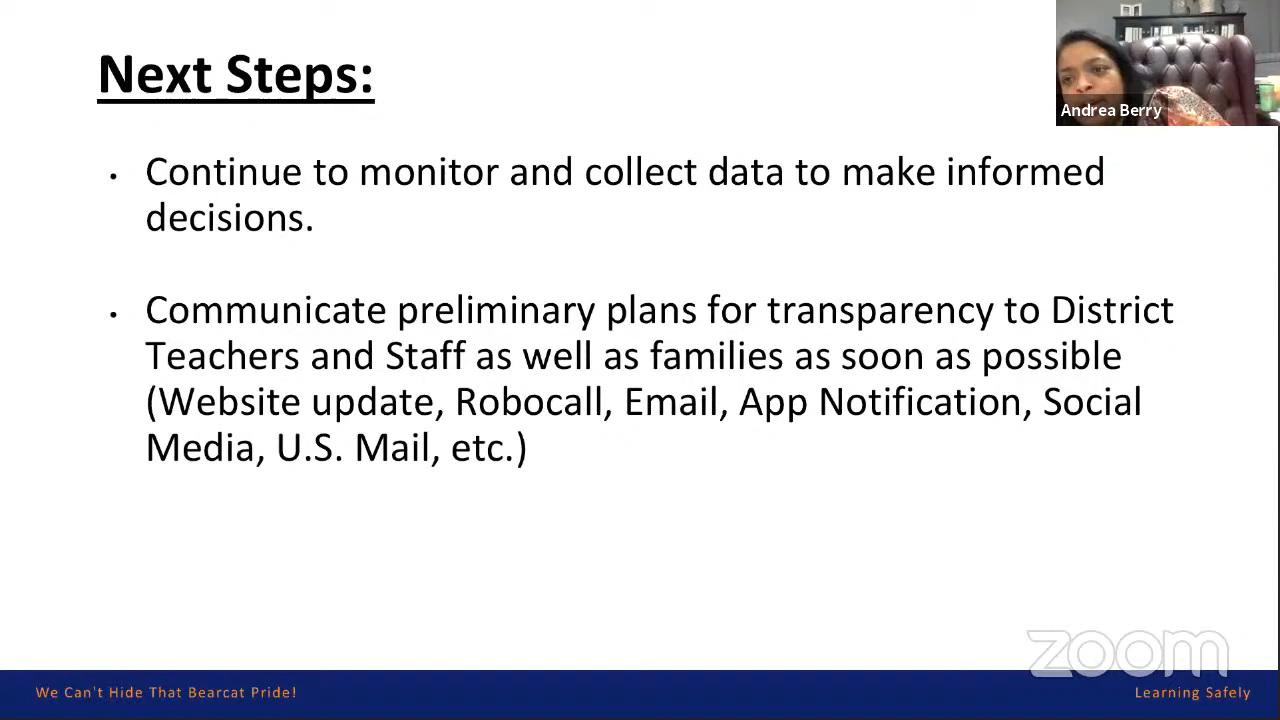 Next Steps:
Andrea Berry
• Continue to monitor and collect data to make informed
decisions.
• Communicate preliminary plans for transparency to District
Teachers and Staff as well as families as soon as possible
(Website update, Robocall, Email, App Notification, Social
Media, U.S. Mail, etc.)
zoom
We Can't Hide That Bearcat Pride!
Learning Safely